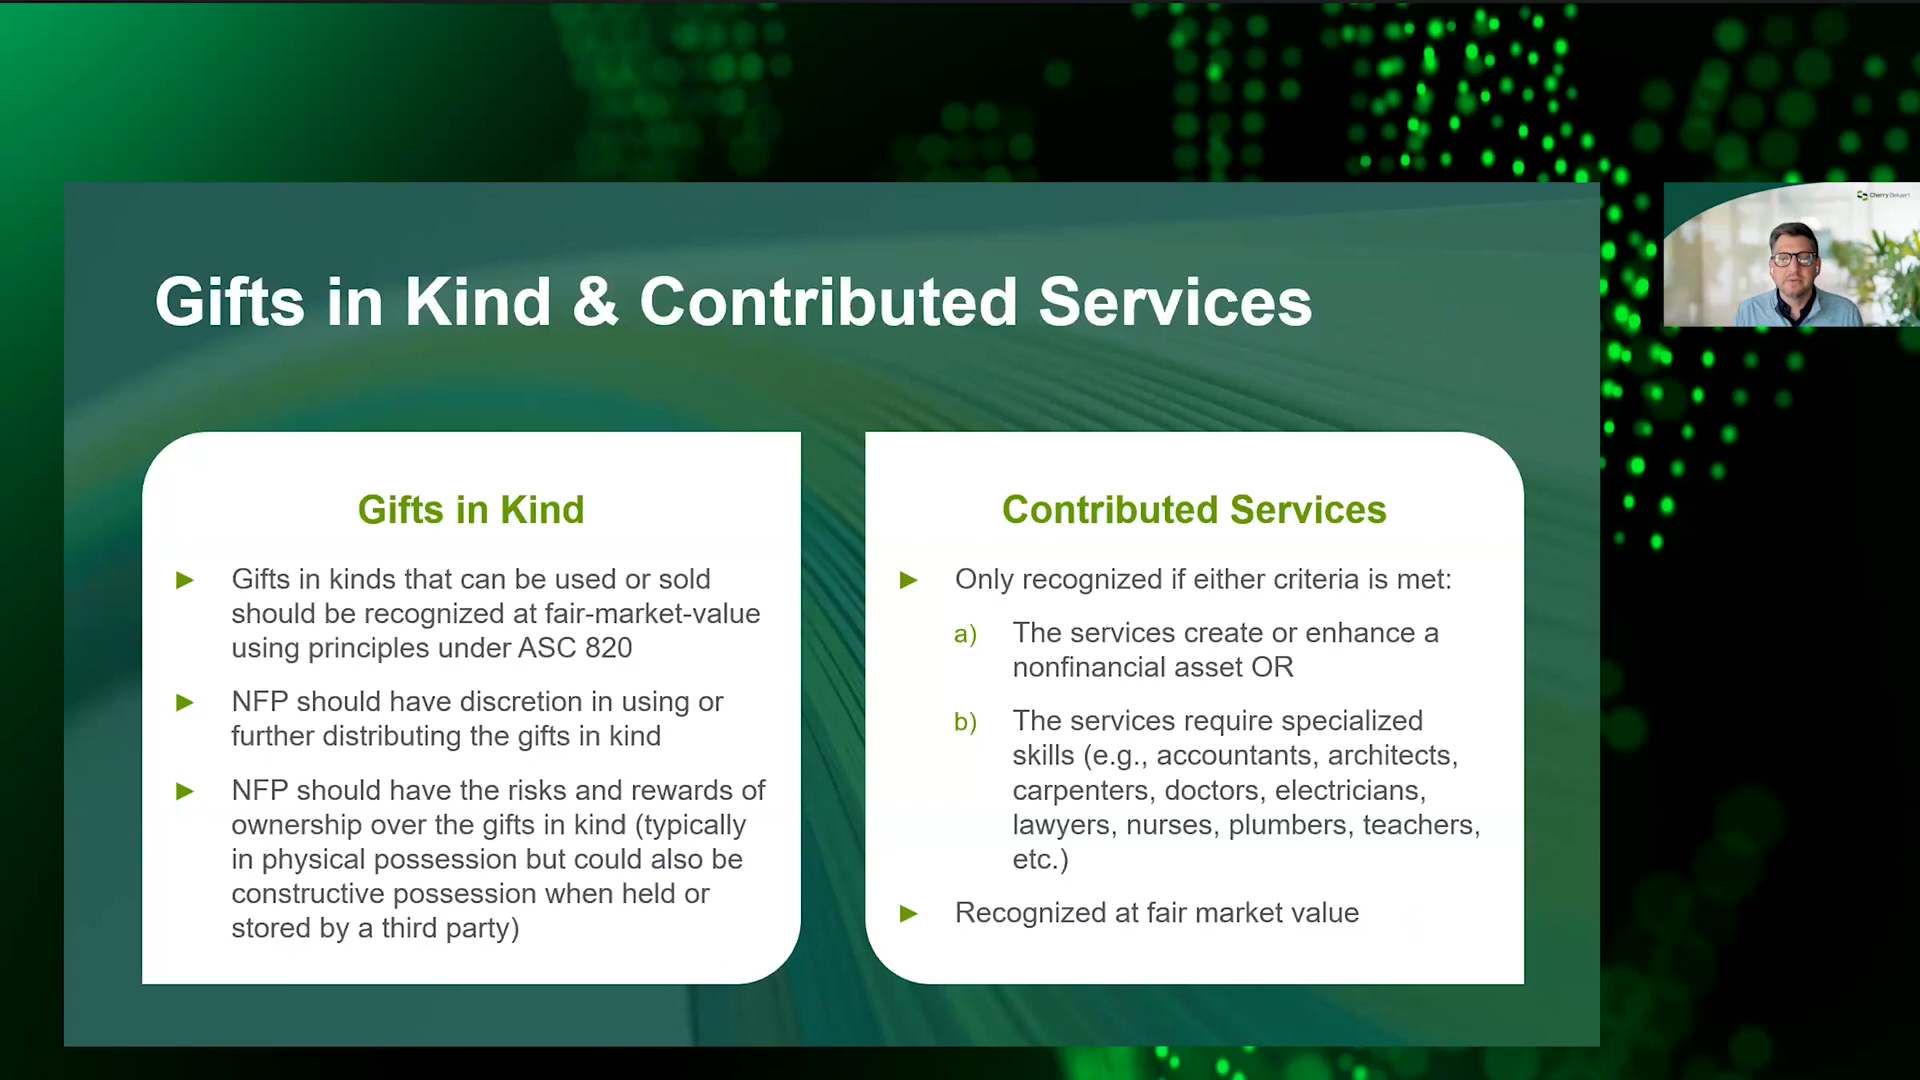 Gifts in Kind & Contributed Services
Gifts in Kind
► Gifts in kinds that can be used or sold
should be recognized at fair-market-value
using principles under ASC 820
► NFP should have discretion in using or
further distributing the gifts in kind
► NFP should have the risks and rewards of
ownership over the gifts in kind (typically
in physical possession but could also be
constructive possession when held or
stored by a third party)
Contributed Services
► Only recognized if either criteria is met:
a) The services create or enhance a
nonfinancial asset OR
b) The services require specialized
skills (e.g., accountants, architects,
carpenters, doctors, electricians,
lawyers, nurses, plumbers, teachers,
etc.)
► Recognized at fair market value
Cherry Bekaert